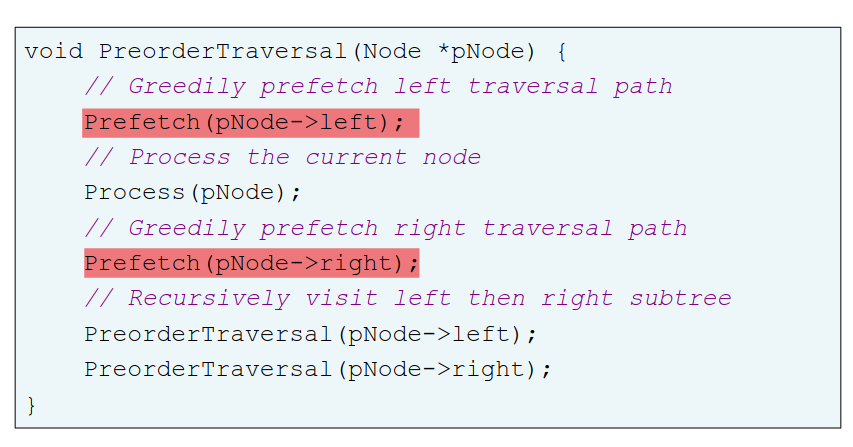 void PreorderTraversal(Node *pNode) {
    // Greedily prefetch left traversal path
    Prefetch(pNode->left);
    // Process the current node
    Process(pNode);
    // Greedily prefetch right traversal path
    Prefetch(pNode->right);
    // Recursively visit left then right subtree
    PreorderTraversal(pNode->left);
    PreorderTraversal(pNode->right);
}